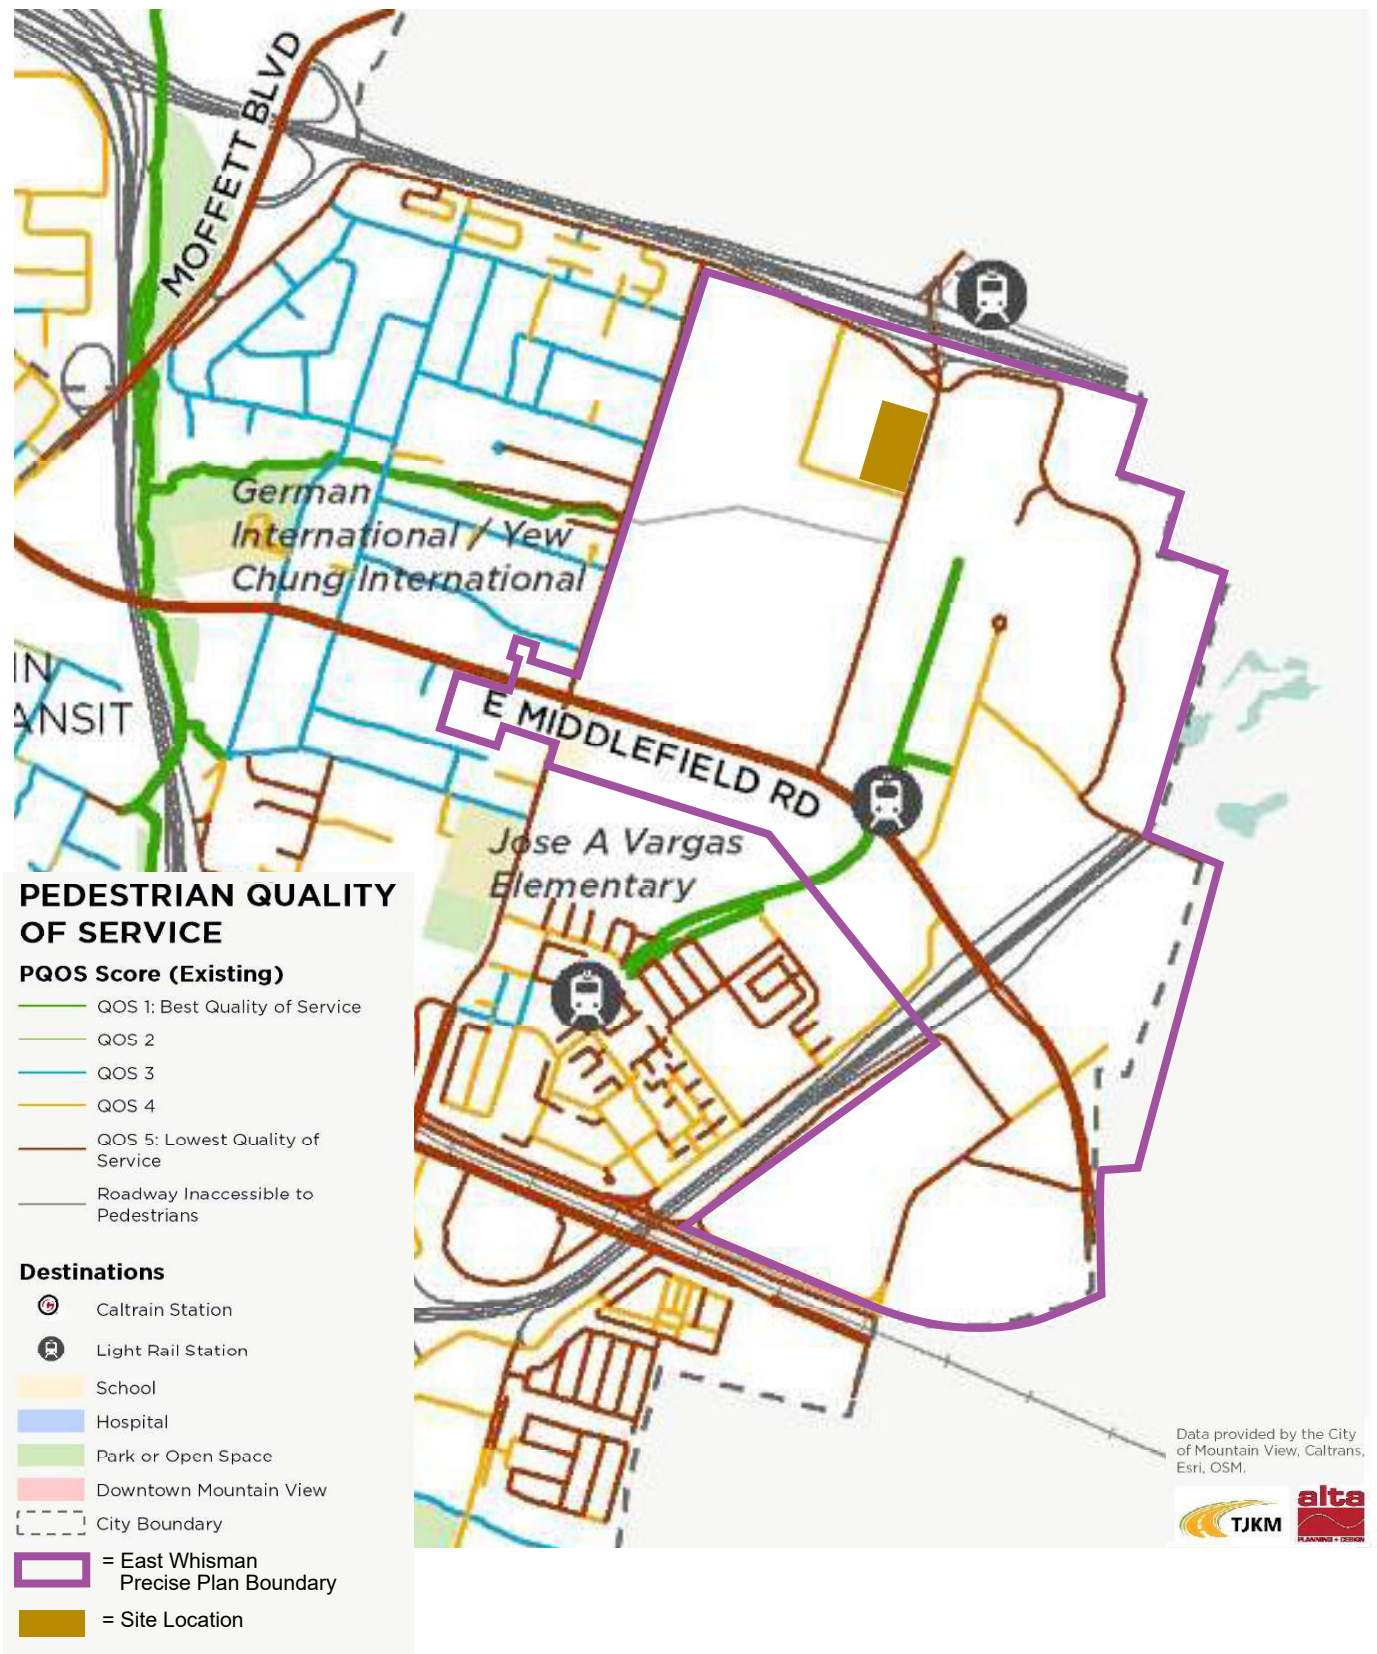 MOFFETT BLVD
German
International / Yew
Chung International
IN
ANSIT
E MIDDLEFIELD RD
Jose A Vargas
Elementary
PEDESTRIAN QUALITY
OF SERVICE
PQOS Score (Existing)
QOS 1: Best Quality of Service
QOS 2
QOS 3
QOS 4
QOS 5: Lowest Quality of
Service
Roadway Inaccessible to
Pedestrians
Destinations
Caltrain Station
Light Rail Station
School
Hospital
Park or Open Space
Downtown Mountain View
City Boundary
= East Whisman
Precise Plan Boundary
= Site Location
Data provided by the City
of Mountain View, Caltrans,
Esri, OSM.
TJKM
alta
PLANNING + DESIGN